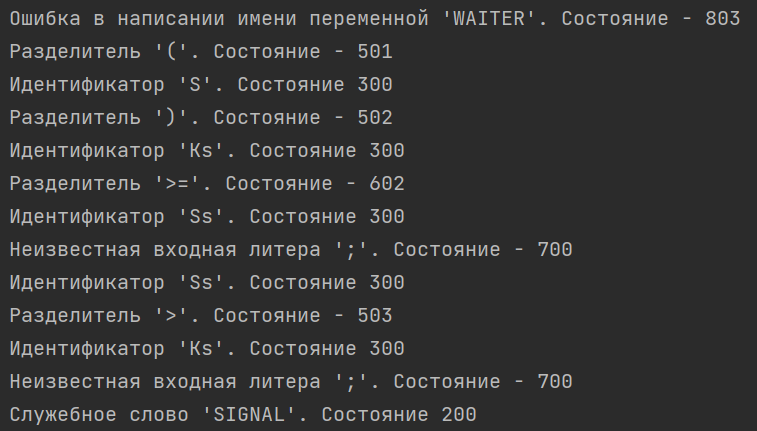 Ошибка в написании имени переменной 'WAITER'. Состояние - 803
Разделитель '('. Состояние - 501
Идентификатор 'S'. Состояние 300
Разделитель ')'. Состояние - 502
Идентификатор 'Ks'. Состояние 300
Разделитель '>='. Состояние - 602
Идентификатор 'Ss'. Состояние 300
Неизвестная входная литера ';'. Состояние - 700
Идентификатор 'Ss'. Состояние 300
Разделитель '>'. Состояние - 503
Идентификатор 'Ks'. Состояние 300
Неизвестная входная литера ';'. Состояние - 700
Служебное слово 'SIGNAL'. Состояние 200